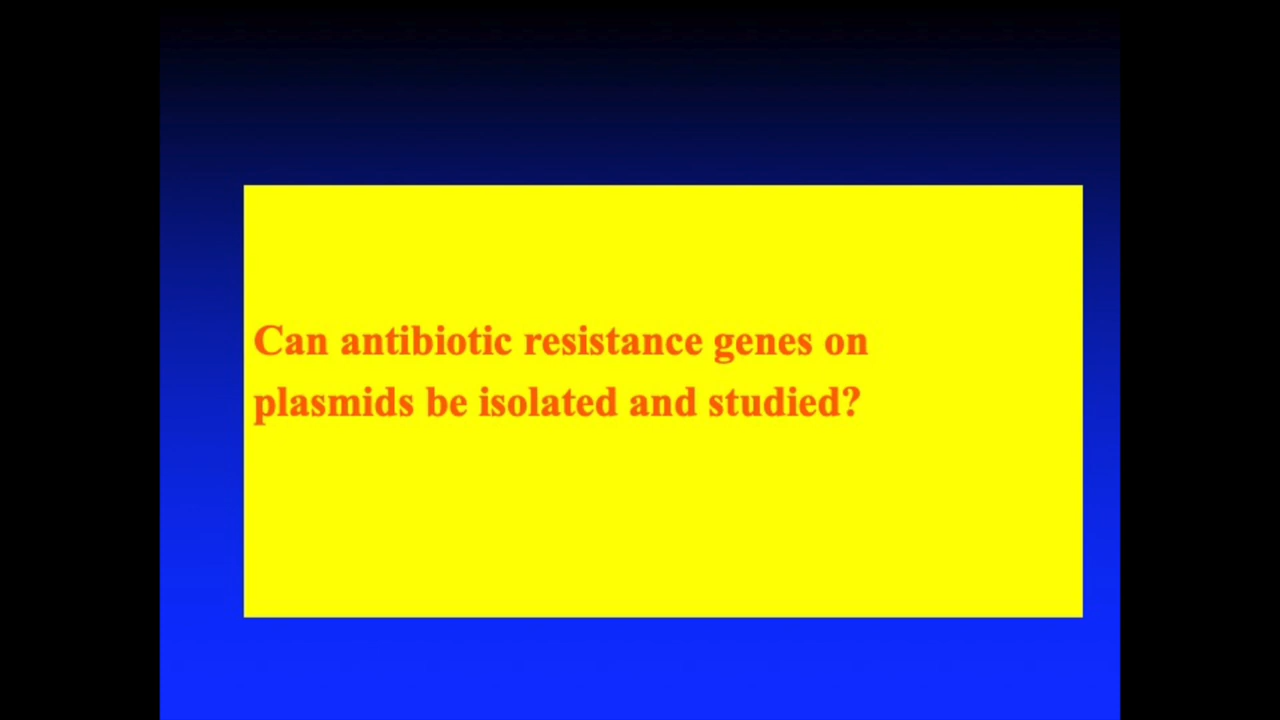 Can antibiotic resistance genes on
plasmids be isolated and studied?